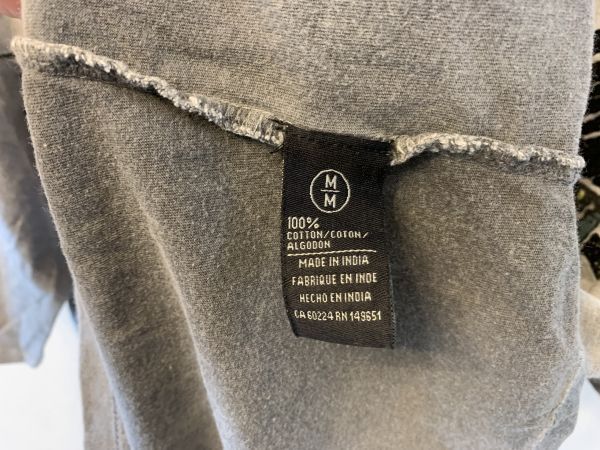 M
M
100%
COTTON/COTON/
ALGODON
MADE IN INDIA
FABRIQUE EN INDE
HECHO EN INDIA
CA 60224 RN 149651